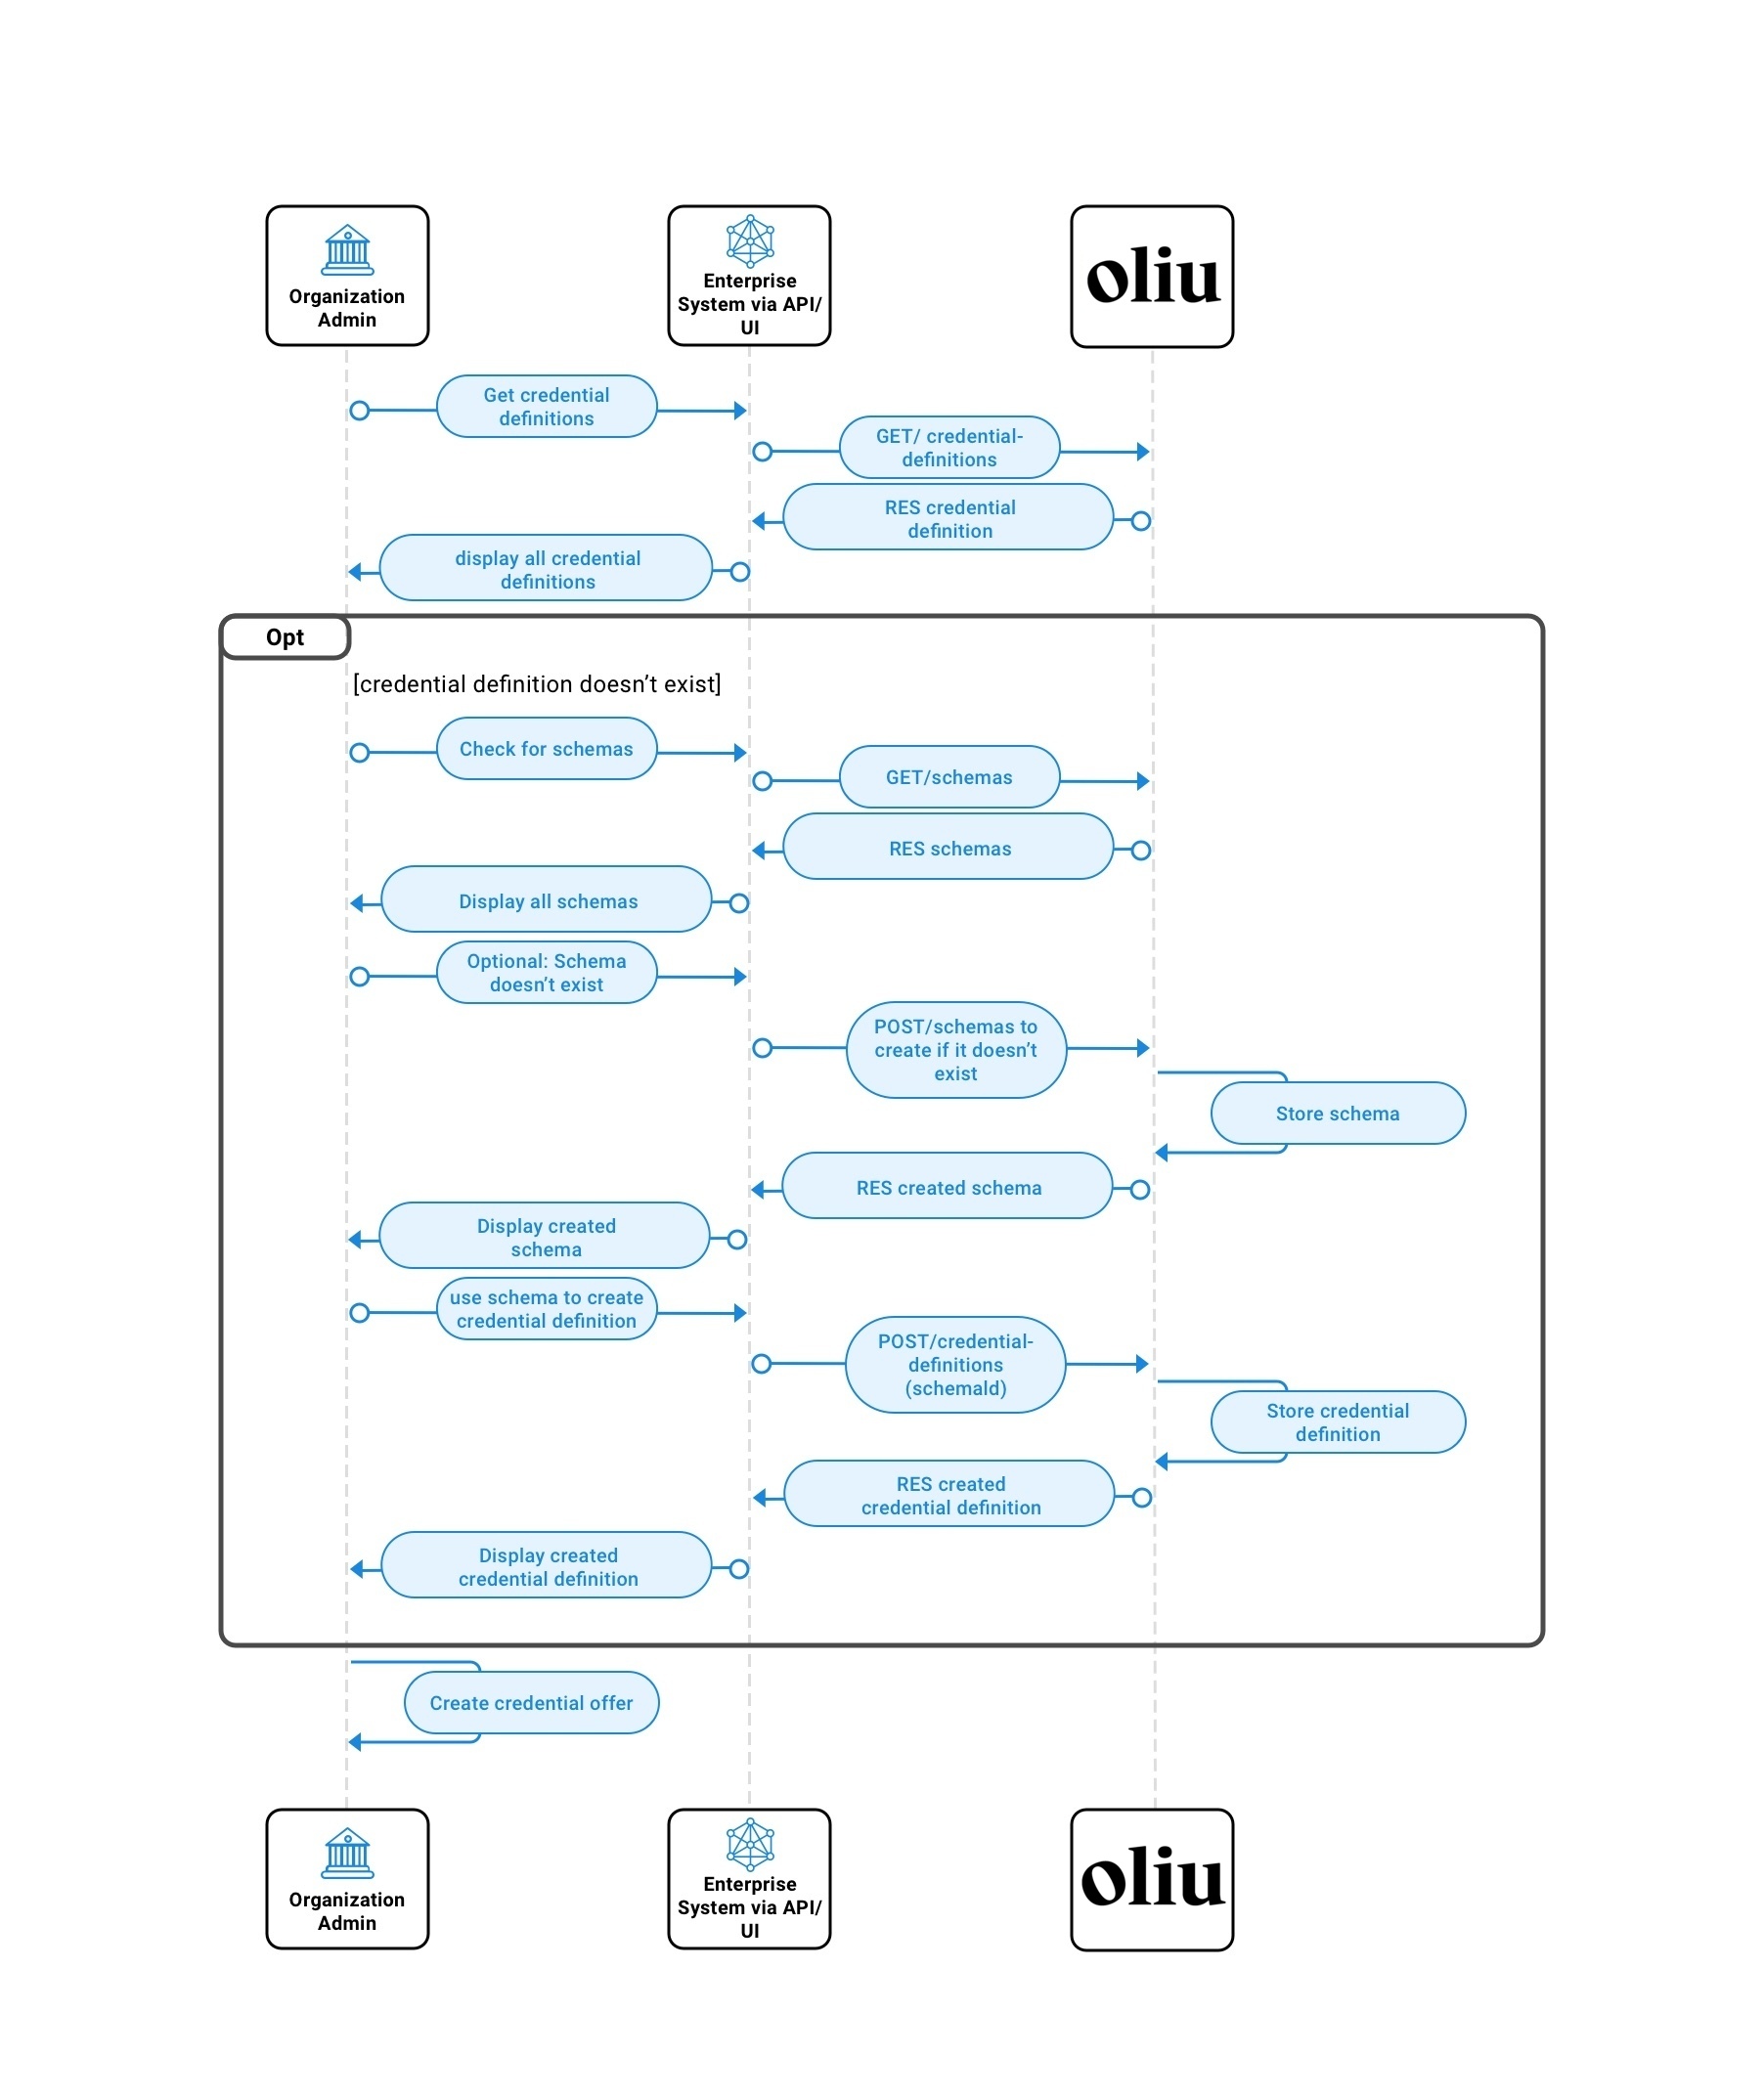 Organization
Admin
Enterprise
System via API/
UI
oliu
Get credential
definitions
GET/ credential-
definitions
RES credential
definition
display all credential
definitions
Opt
[credential definition doesn’t exist]
Check for schemas
GET/schemas
RES schemas
Display all schemas
Optional: Schema
doesn’t exist
POST/schemas to
create if it doesn’t
exist
Store schema
RES created schema
Display created
schema
use schema to create
credential definition
POST/credential-
definitions
(schemaId)
Store credential
definition
RES created
credential definition
Display created
credential definition
Create credential offer
Organization
Admin
Enterprise
System via API/
UI
oliu